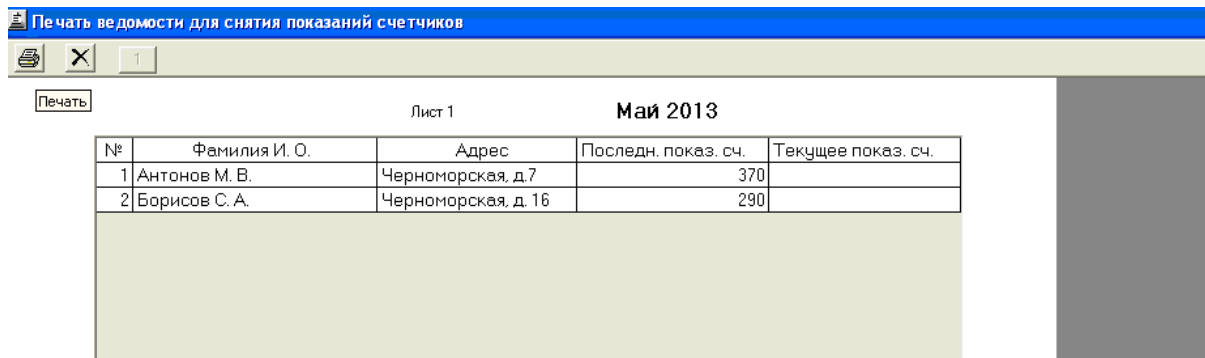 Печать ведомости для снятия показаний счетчиков
1
Печать
Лист 1 Май 2013
№ Фамилия И. О. Адрес Последн. показ. сч. Текущее показ. сч.
1 Антонов М. В. Черноморская, д.7 370
2 Борисов С. А. Черноморская, д. 16 290